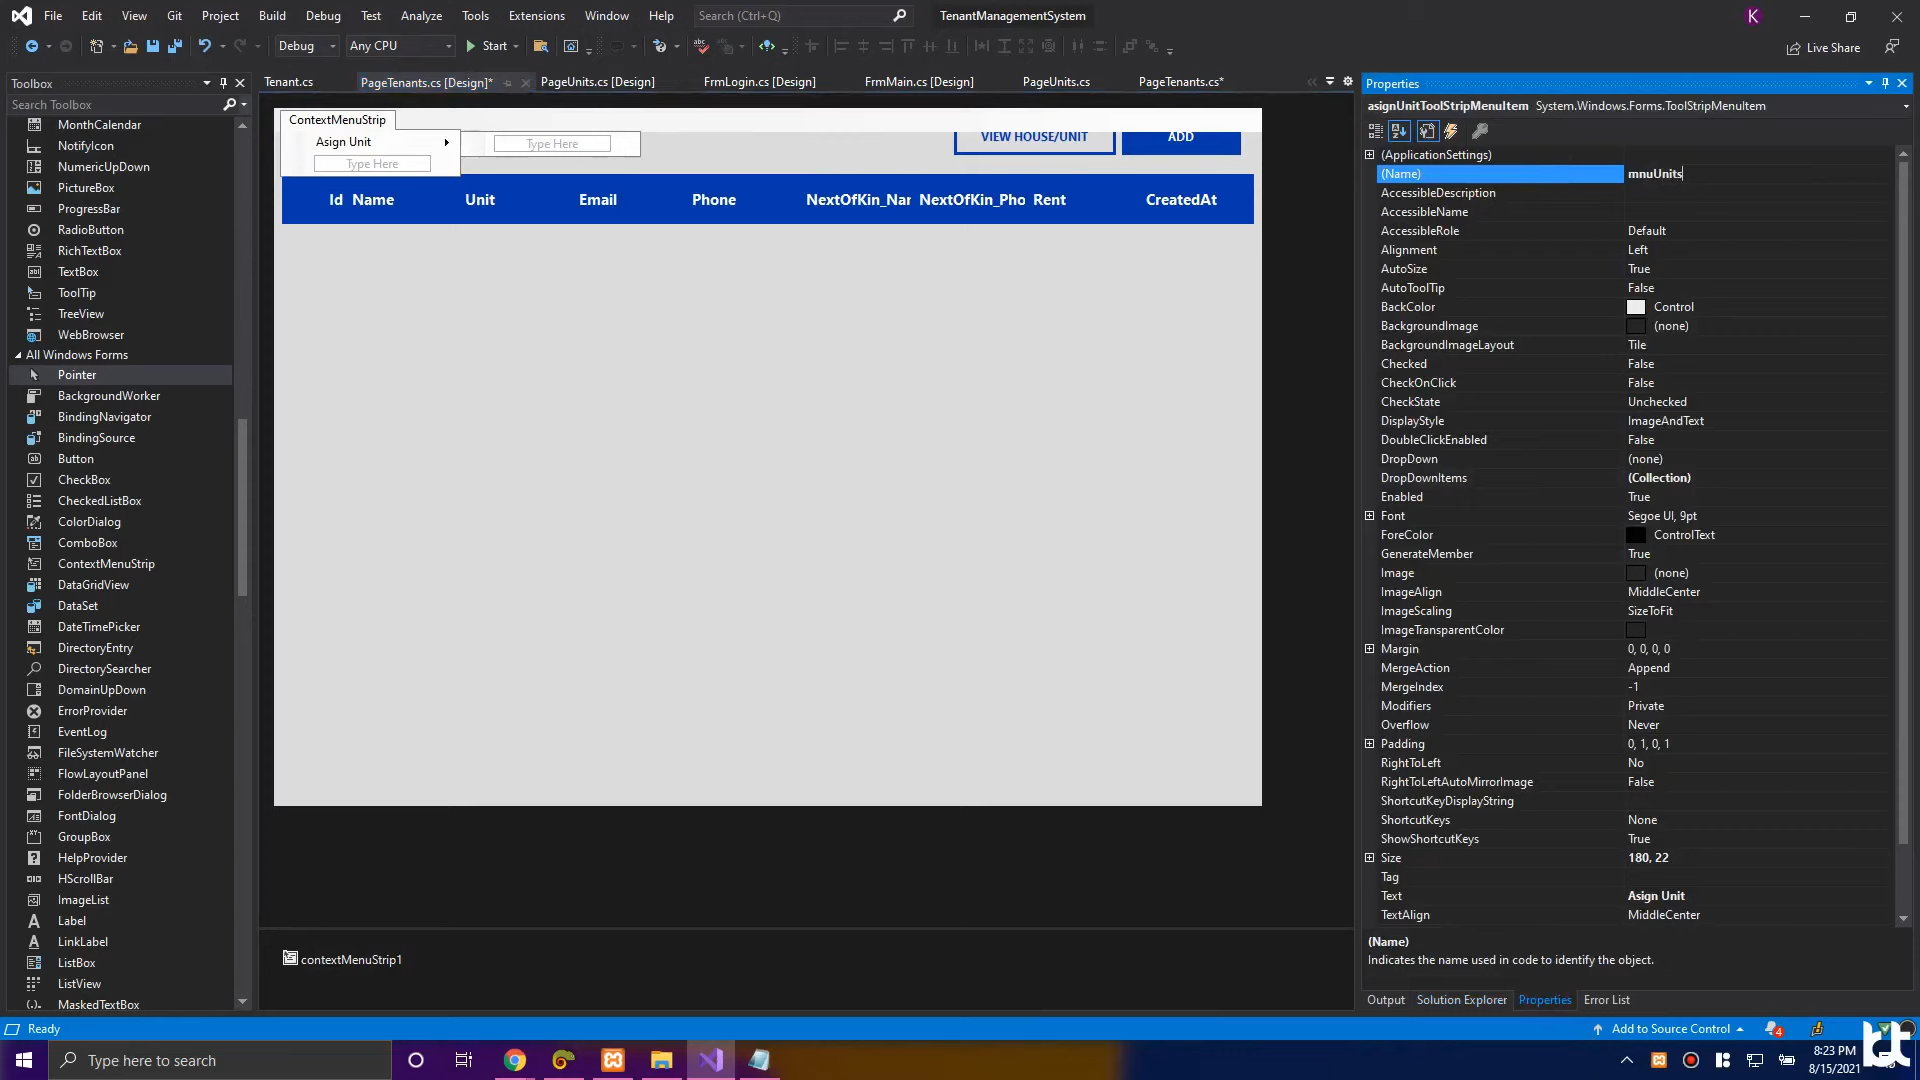 File Edit View Project Build Debug Test Tools Analyze Window Help Search (Ctrl+Q) TenantManagementSystem K
Debug Any CPU Start Live Share
Toolbox
Search Toolbox
MonthCalendar
NotifyIcon
NumericUpDown
PictureBox
ProgressBar
RadioButton
RichTextBox
TextBox
ToolTip
TreeView
WebBrowser
All Windows Forms
Pointer
BackgroundWorker
BindingNavigator
BindingSource
Button
CheckBox
CheckedListBox
ColorDialog
ComboBox
ContextMenuStrip
DataGridView
DataSet
DateTimePicker
DirectoryEntry
DirectorySearcher
DomainUpDown
ErrorProvider
EventLog
FileSystemWatcher
FlowLayoutPanel
FolderBrowserDialog
FontDialog
GroupBox
HelpProvider
HScrollBar
ImageList
Label
LinkLabel
ListBox
ListView
MaskedTextBox
Tenant.cs PageTenants.cs [Design]* PageUnits.cs [Design] FrmLogin.cs [Design] FrmMain.cs [Design] PageUnits.cs PageTenants.cs*
ContextMenuStrip
Asign Unit
Type Here
Type Here
VIEW HOUSE/UNIT ADD
Id Name Unit Email Phone NextOfKin_Nar NextOfKin_Pho Rent CreatedAt
contextMenuStrip1
Properties
asignUnitToolStripMenuItem System.Windows.Forms.ToolStripMenuItem
(ApplicationSettings)
(Name) mnuUnits
AccessibleDescription
AccessibleName
AccessibleRole Default
Alignment Left
AutoSize True
AutoToolTip False
BackColor Control
BackgroundImage (none)
BackgroundImageLayout Tile
Checked False
CheckOnClick False
CheckState Unchecked
DisplayStyle ImageAndText
DoubleClickEnabled False
DropDown (none)
DropDownItems (Collection)
Enabled True
Font Segoe UI, 9pt
ForeColor ControlText
GenerateMember True
Image (none)
ImageAlign MiddleCenter
ImageScaling SizeToFit
ImageTransparentColor
Margin 0, 0, 0, 0
MergeAction Append
MergeIndex -1
Modifiers Private
Overflow Never
Padding 0, 1, 0, 1
RightToLeft No
RightToLeftAutoMirrorImage False
ShortcutKeyDisplayString
ShortcutKeys None
ShowShortcutKeys True
Size 180, 22
Tag
Text Asign Unit
TextAlign MiddleCenter
(Name)
Indicates the name used in code to identify the object.
Output Solution Explorer Properties Error List
Ready Add to Source Control 4
Type here to search
8:23 PM
8/15/2021